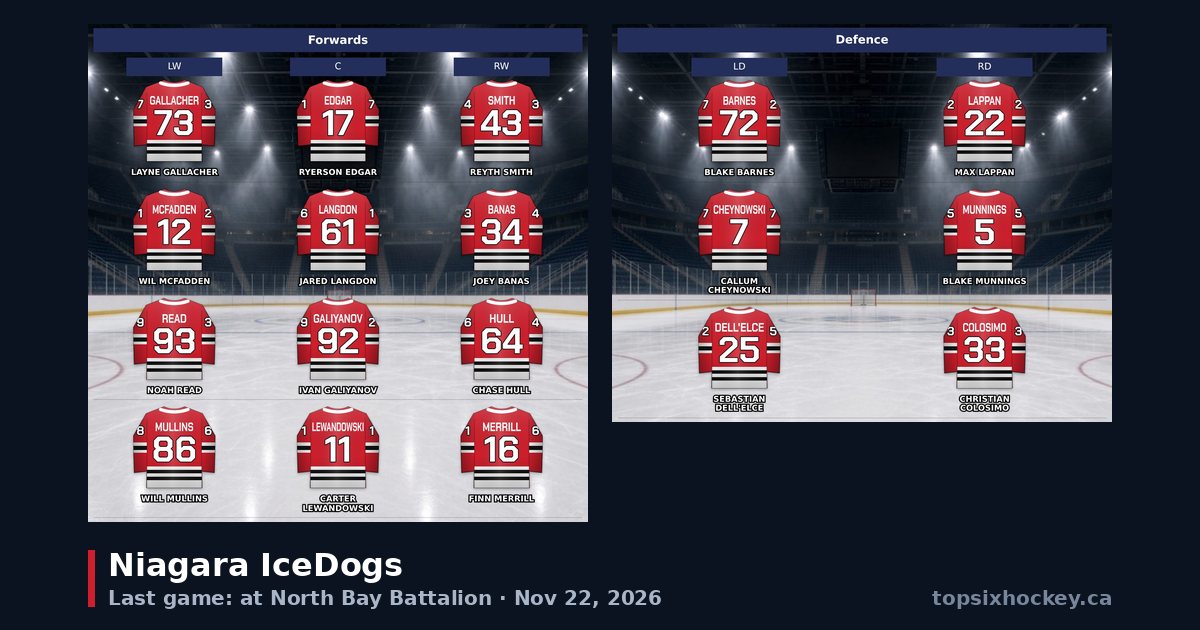 Forwards
LW C RW
GALLACHER EDGAR SMITH
7 73 3 1 17 7 4 43 3
LAYNE GALLACHER RYERSON EDGAR REYTH SMITH
MCFADDEN LANGDON BANAS
1 12 2 6 61 1 3 34 4
WIL MCFADDEN JARED LANGDON JOEY BANAS
READ GALIYANOV HULL
9 93 3 9 92 2 6 64 4
NOAH READ IVAN GALIYANOV CHASE HULL
MULLINS LEWANDOWSKI MERRILL
8 86 6 1 11 1 1 16 6
WILL MULLINS CARTER LEWANDOWSKI FINN MERRILL
Defence
LD RD
BARNES LAPPAN
7 72 2 2 22 2
BLAKE BARNES MAX LAPPAN
CHEYNOWSKI MUNNINGS
7 7 7 5 5 5
CALLUM CHEYNOWSKI BLAKE MUNNINGS
DELL'ELCE COLOSIMO
2 25 5 3 33 3
SEBASTIAN DELL'ELCE CHRISTIAN COLOSIMO
Niagara IceDogs
Last game: at North Bay Battalion · Nov 22, 2026
topsixhockey.ca